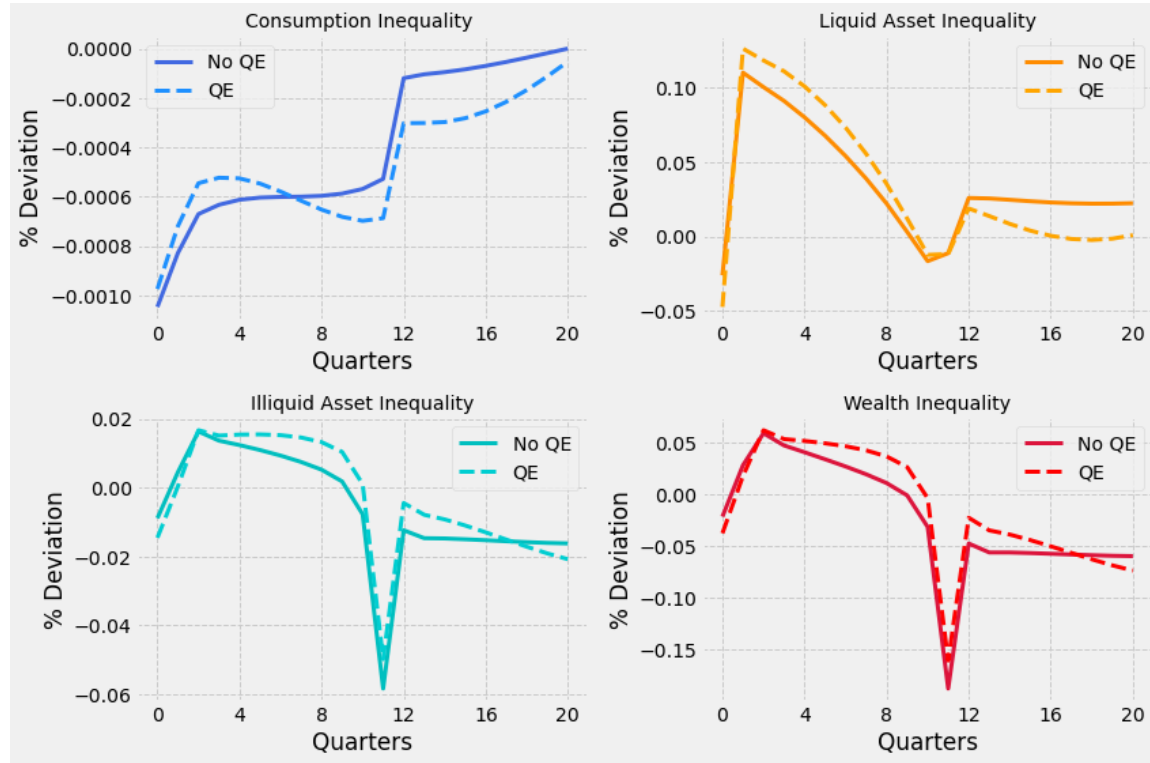 Consumption Inequality
% Deviation
0.0000
−0.0002
−0.0004
−0.0006
−0.0008
−0.0010
No QE
QE
0 4 8 12 16 20
Quarters
Liquid Asset Inequality
% Deviation
0.10
0.05
0.00
−0.05
No QE
QE
0 4 8 12 16 20
Quarters
Illiquid Asset Inequality
% Deviation
0.02
0.00
−0.02
−0.04
−0.06
No QE
QE
0 4 8 12 16 20
Quarters
Wealth Inequality
% Deviation
0.05
0.00
−0.05
−0.10
−0.15
No QE
QE
0 4 8 12 16 20
Quarters